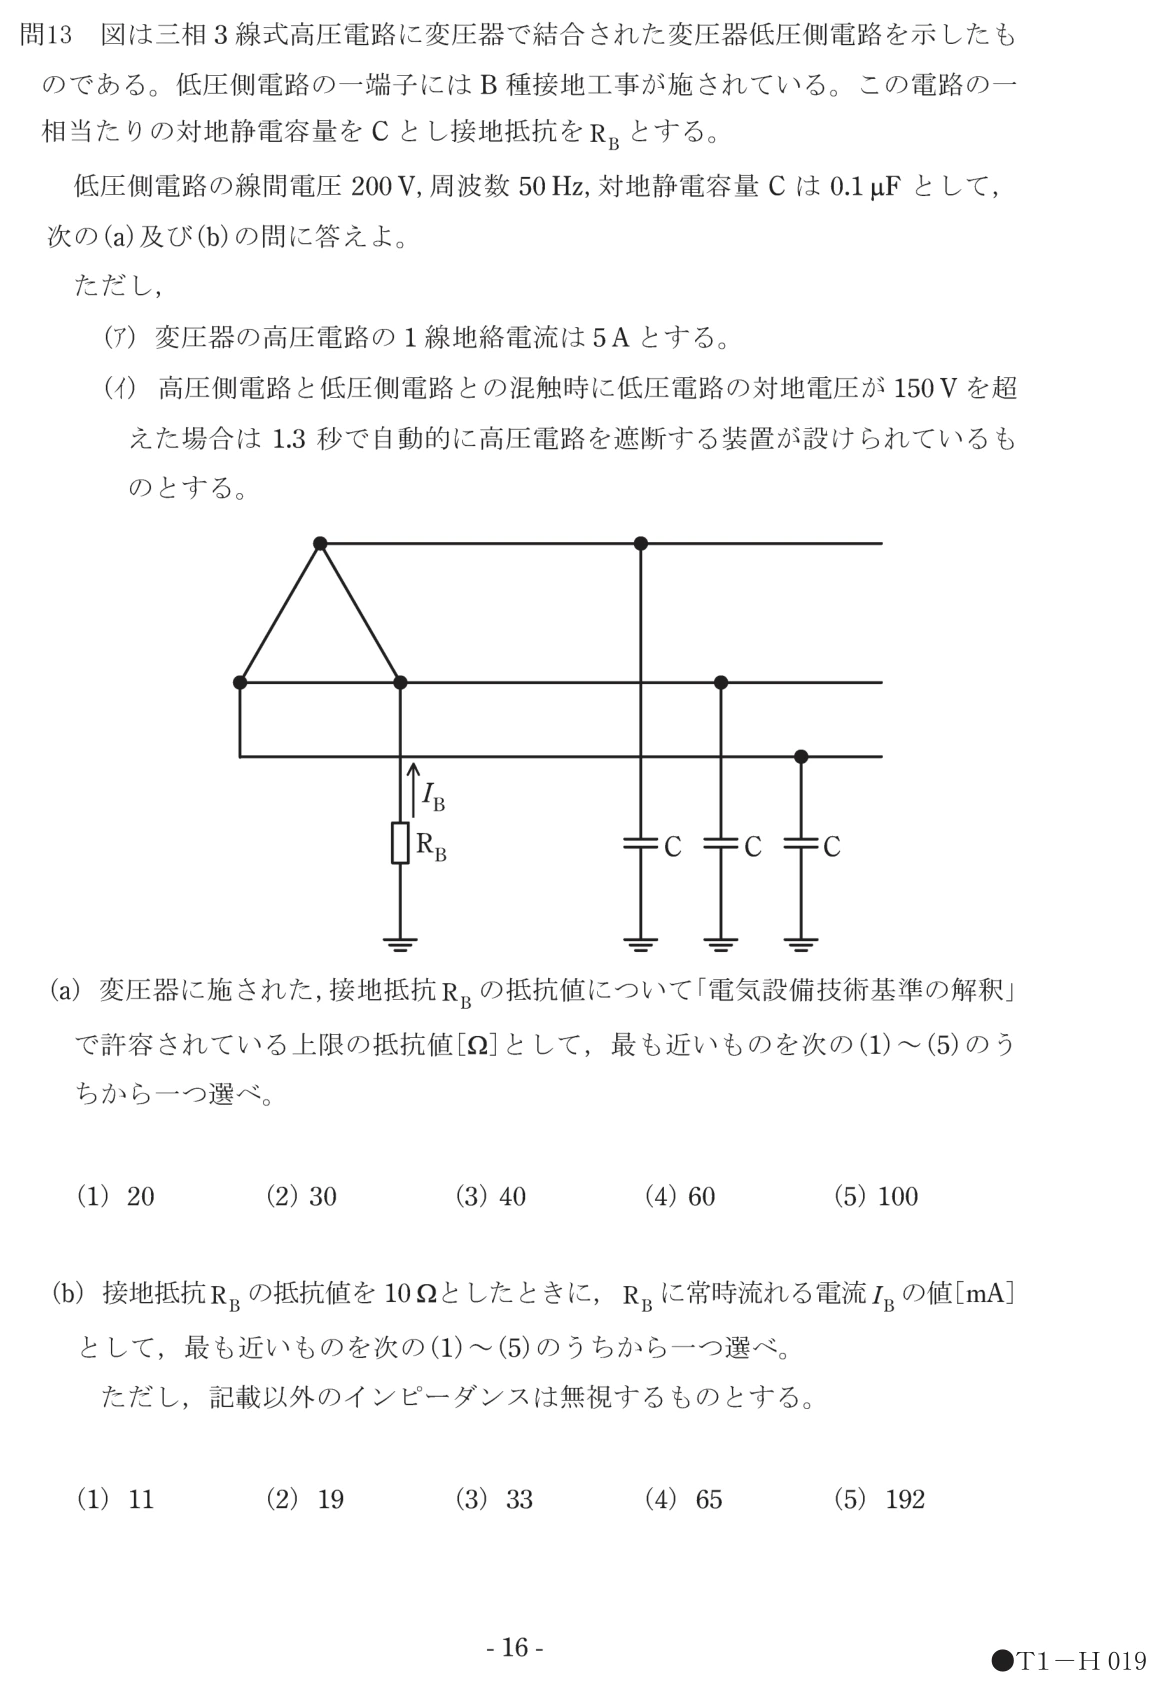 問13　図は三相3線式高圧電路に変圧器で結合された変圧器低圧側電路を示したも
のである。低圧側電路の一端子にはB種接地工事が施されている。この電路の一
相当たりの対地静電容量をCとし接地抵抗をR_Bとする。
低圧側電路の線間電圧200V,周波数50Hz,対地静電容量Cは0.1μFとして,
次の(a)及び(b)の問に答えよ。
ただし,
(ア)　変圧器の高圧電路の1線地絡電流は5Aとする。
(イ)　高圧側電路と低圧側電路との混触時に低圧電路の対地電圧が150Vを超
えた場合は1.3秒で自動的に高圧電路を遮断する装置が設けられているも
のとする。
I_B
R_B
C C C
(a)　変圧器に施された,接地抵抗R_Bの抵抗値について「電気設備技術基準の解釈」
で許容されている上限の抵抗値[Ω]として,最も近いものを次の(1)～(5)のう
ちから一つ選べ。
(1) 20　(2) 30　(3) 40　(4) 60　(5) 100
(b)　接地抵抗R_Bの抵抗値を10Ωとしたときに,R_Bに常時流れる電流I_Bの値[mA]
として,最も近いものを次の(1)～(5)のうちから一つ選べ。
ただし,記載以外のインピーダンスは無視するものとする。
(1) 11　(2) 19　(3) 33　(4) 65　(5) 192
- 16 -
●T1－H 019